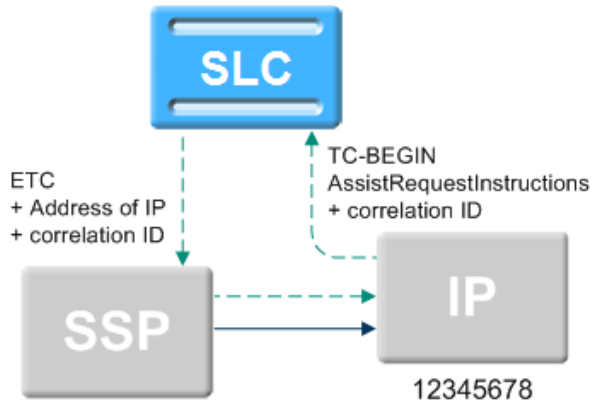 SLC
ETC
+ Address of IP
+ correlation ID
TC-BEGIN
AssistRequestInstructions
+ correlation ID
SSP
IP
12345678